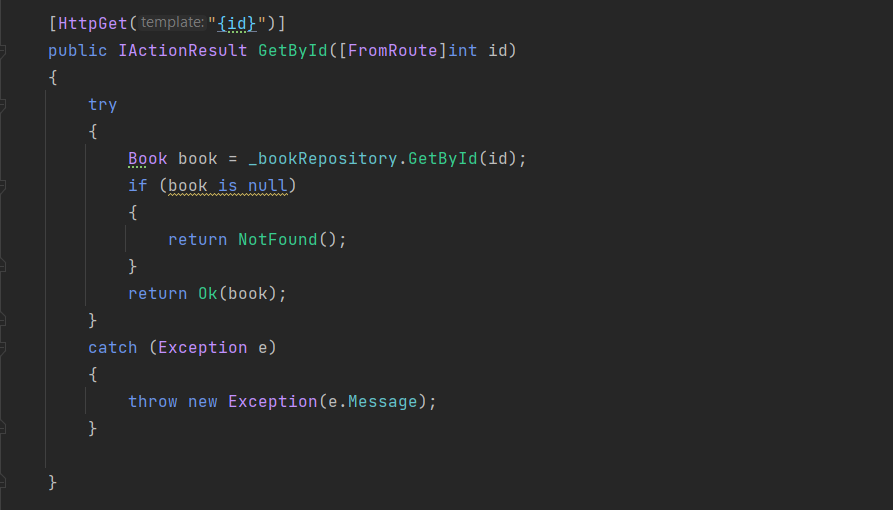 [HttpGet( template: "{id}")]
public IActionResult GetById([FromRoute]int id)
{
    try
    {
        Book book = _bookRepository.GetById(id);
        if (book is null)
        {
            return NotFound();
        }
        return Ok(book);
    }
    catch (Exception e)
    {
        throw new Exception(e.Message);
    }

}